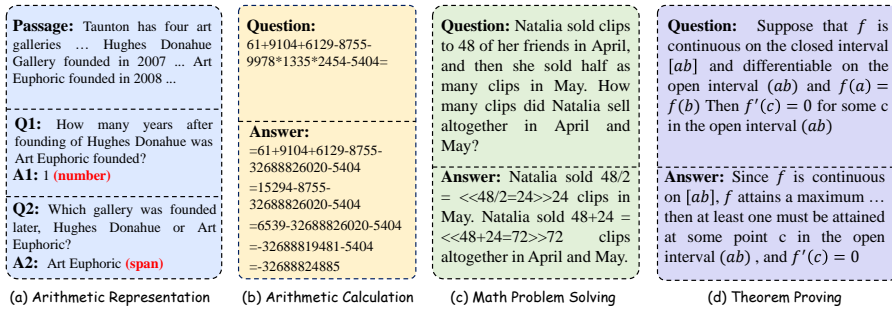 Passage: Taunton has four art
galleries ... Hughes Donahue
Gallery founded in 2007 ... Art
Euphoric founded in 2008 ...
Q1: How many years after
founding of Hughes Donahue was
Art Euphoric founded?
A1: 1 (number)
Q2: Which gallery was founded
later, Hughes Donahue or Art
Euphoric?
A2: Art Euphoric (span)
(a) Arithmetic Representation
Question:
61+9104+6129-8755-
9978*1335*2454-5404=
Answer:
=61+9104+6129-8755-
32688826020-5404
=15294-8755-
32688826020-5404
=6539-32688826020-5404
=-32688819481-5404
=-32688824885
(b) Arithmetic Calculation
Question: Natalia sold clips
to 48 of her friends in April,
and then she sold half as
many clips in May. How
many clips did Natalia sell
altogether in April and
May?
Answer: Natalia sold 48/2
= <<48/2=24>>24 clips in
May. Natalia sold 48+24 =
<<48+24=72>>72 clips
altogether in April and May.
(c) Math Problem Solving
Question: Suppose that f is
continuous on the closed interval
[ab] and differentiable on the
open interval (ab) and f(a) =
f(b) Then f′(c) = 0 for some c
in the open interval (ab)
Answer: Since f is continuous
on [ab], f attains a maximum ...
then at least one must be attained
at some point c in the open
interval (ab) , and f′(c) = 0
(d) Theorem Proving